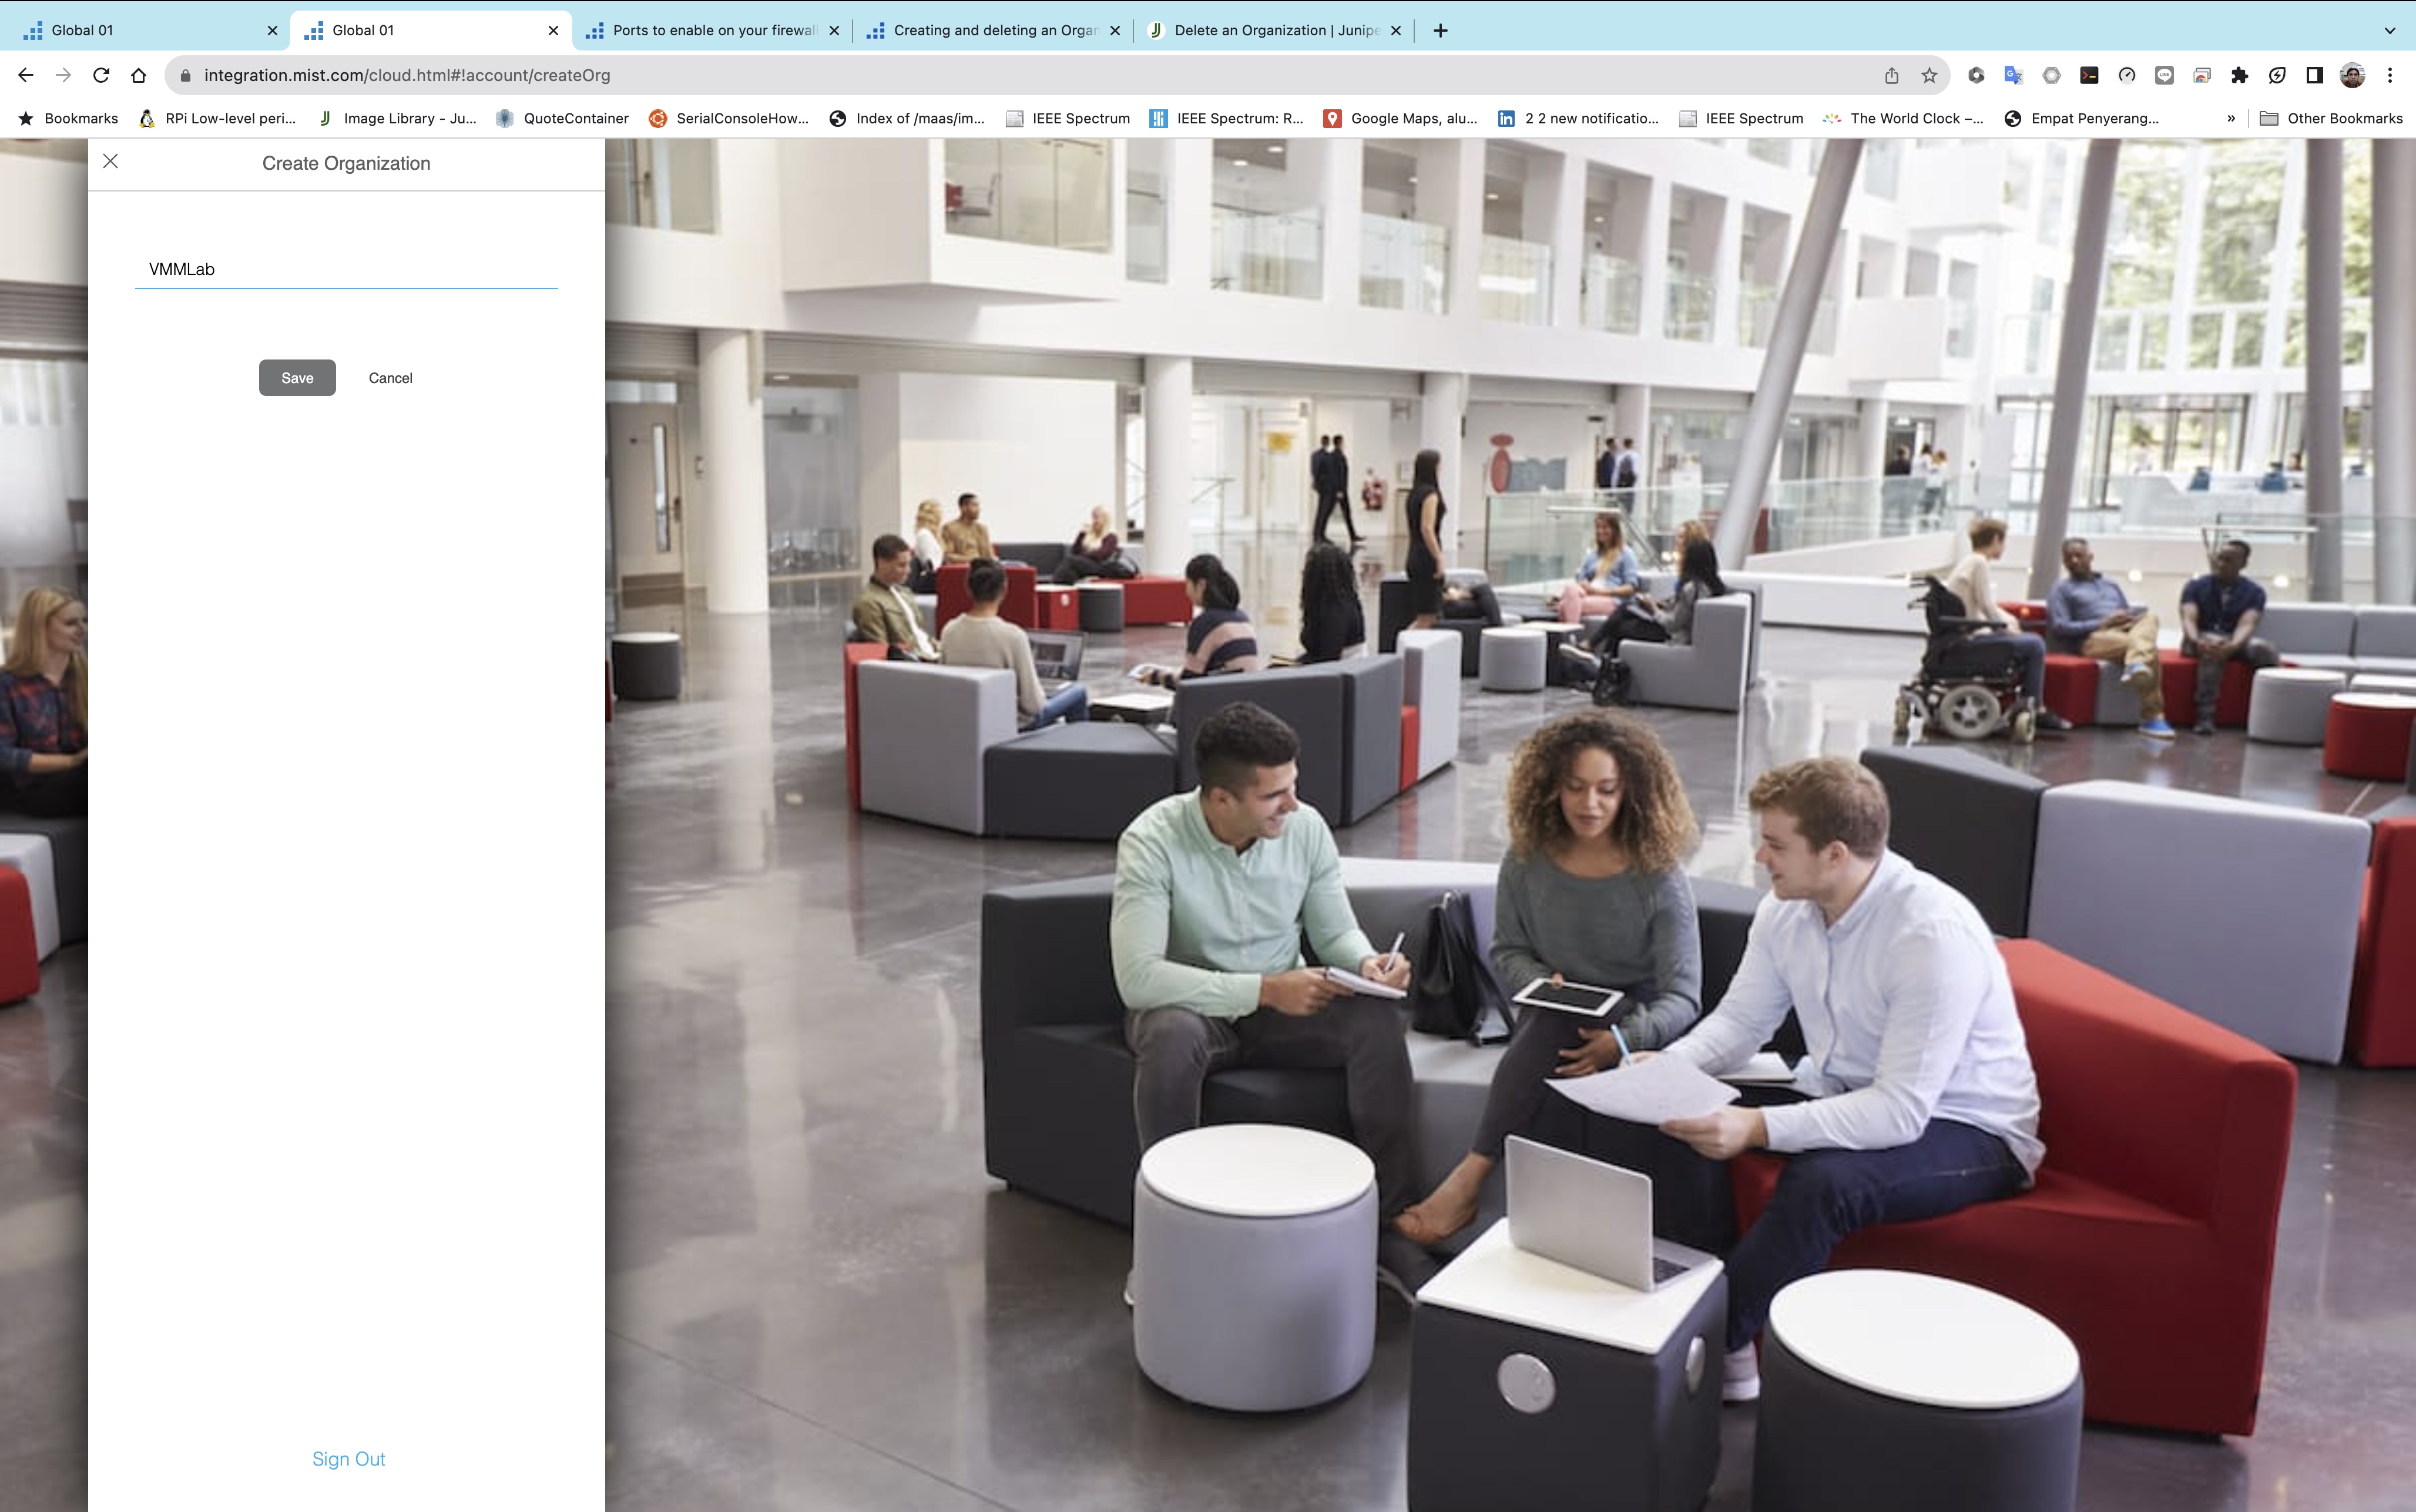 Global 01
Global 01
Ports to enable on your firewal
Creating and deleting an Organ
Delete an Organization | Junipe
integration.mist.com/cloud.html#!account/createOrg
Bookmarks
RPi Low-level peri...
Image Library - Ju...
QuoteContainer
SerialConsoleHow...
Index of /maas/im...
IEEE Spectrum
IEEE Spectrum: R...
Google Maps, alu...
2 2 new notificatio...
IEEE Spectrum
The World Clock –...
Empat Penyerang...
»
Other Bookmarks
Create Organization
VMMLab
Save
Cancel
Sign Out